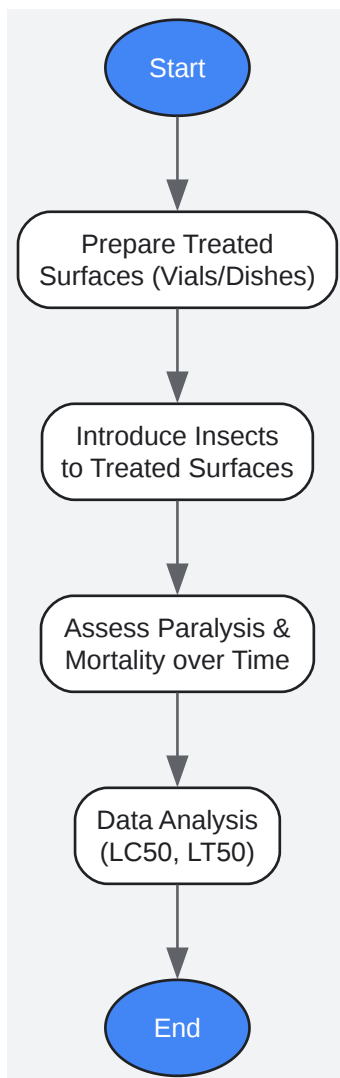 Start
Prepare Treated
Surfaces (Vials/Dishes)
Introduce Insects
to Treated Surfaces
Assess Paralysis &
Mortality over Time
Data Analysis
(LC50, LT50)
End